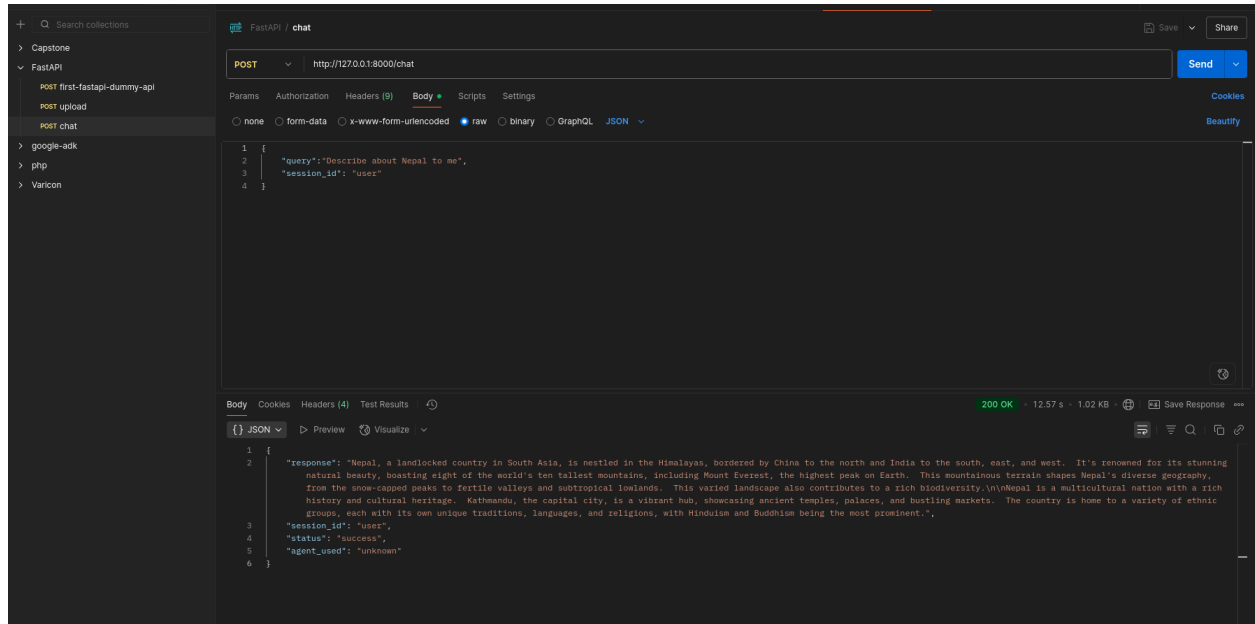 Search collections
Capstone
FastAPI
POST first-fastapi-dummy-api
POST upload
POST chat
google-adk
php
Varicon
HTTP FastAPI / chat
Save
Share
POST http://127.0.0.1:8000/chat
Send
Params Authorization Headers (9) Body Scripts Settings
Cookies
none form-data x-www-form-urlencoded raw binary GraphQL JSON
Beautify
1 {
2 "query":"Describe about Nepal to me",
3 "session_id": "user"
4 }
Body Cookies Headers (4) Test Results
200 OK 12.57 s 1.02 KB Save Response
{} JSON Preview Visualize
1 {
2 "response": "Nepal, a landlocked country in South Asia, is nestled in the Himalayas, bordered by China to the north and India to the south, east, and west.  It's renowned for its stunning
natural beauty, boasting eight of the world's ten tallest mountains, including Mount Everest, the highest peak on Earth.  This mountainous terrain shapes Nepal's diverse geography,
from the snow-capped peaks to fertile valleys and subtropical lowlands.  This varied landscape also contributes to a rich biodiversity.\n\nNepal is a multicultural nation with a rich
history and cultural heritage.  Kathmandu, the capital city, is a vibrant hub, showcasing ancient temples, palaces, and bustling markets.  The country is home to a variety of ethnic
groups, each with its own unique traditions, languages, and religions, with Hinduism and Buddhism being the most prominent.",
3 "session_id": "user",
4 "status": "success",
5 "agent_used": "unknown"
6 }